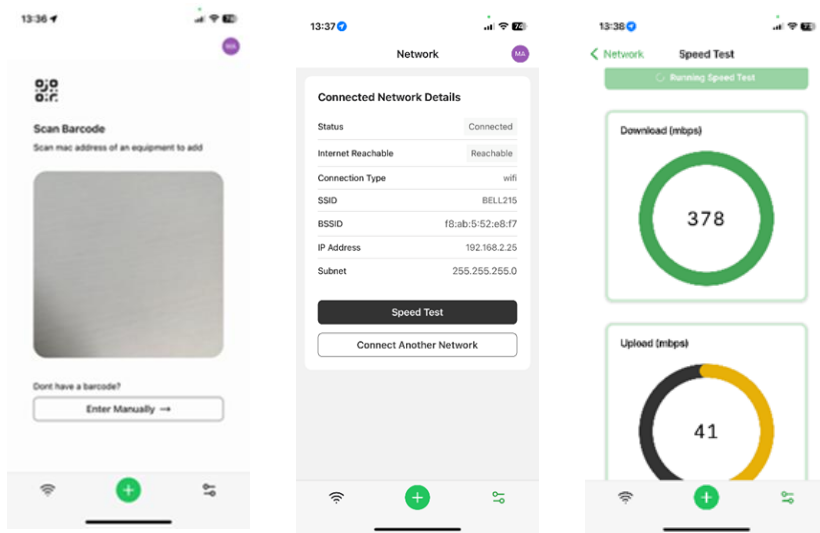 13:36
MA
Scan Barcode
Scan mac address of an equipment to add
Dont have a barcode?
Enter Manually →
13:37
74
Network
MA
Connected Network Details
Status Connected
Internet Reachable Reachable
Connection Type wifi
SSID BELL215
BSSID f8:ab:5:52:e8:f7
IP Address 192.168.2.25
Subnet 255.255.255.0
Speed Test
Connect Another Network
13:38
Network
Speed Test
Running Speed Test
Download (mbps)
378
Upload (mbps)
41